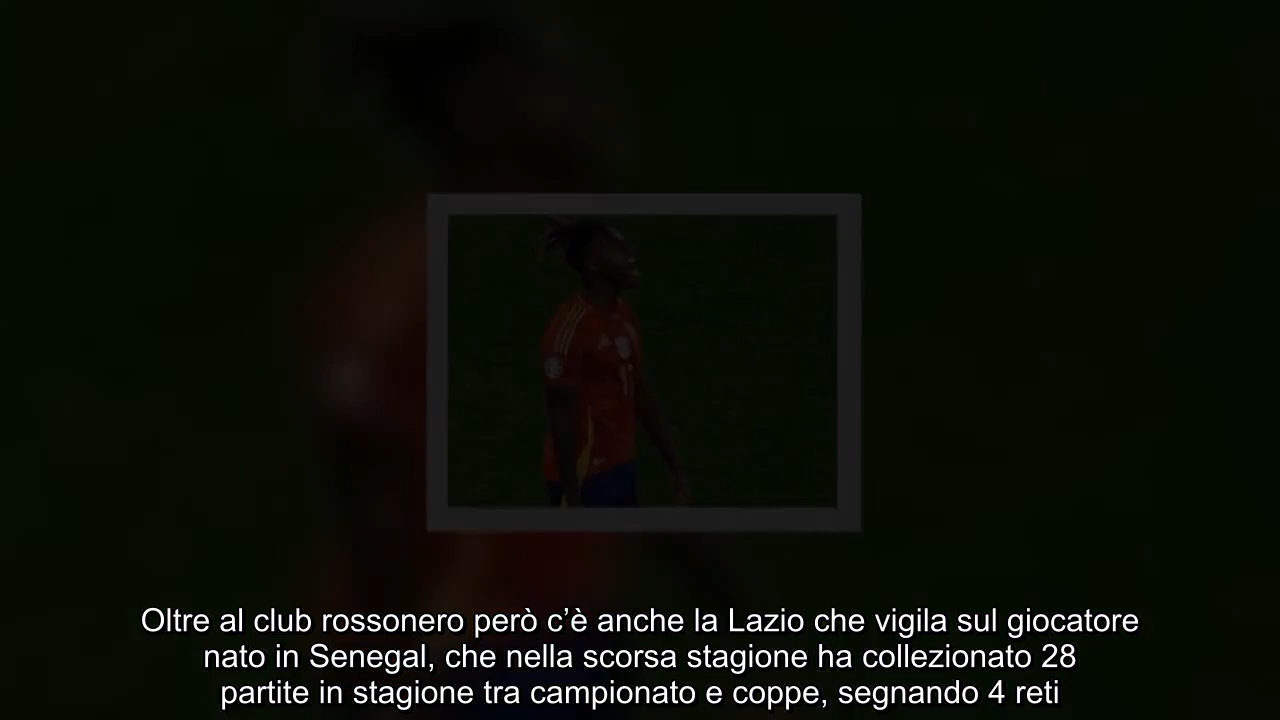 Oltre al club rossonero però c’è anche la Lazio che vigila sul giocatore
nato in Senegal, che nella scorsa stagione ha collezionato 28
partite in stagione tra campionato e coppe, segnando 4 reti